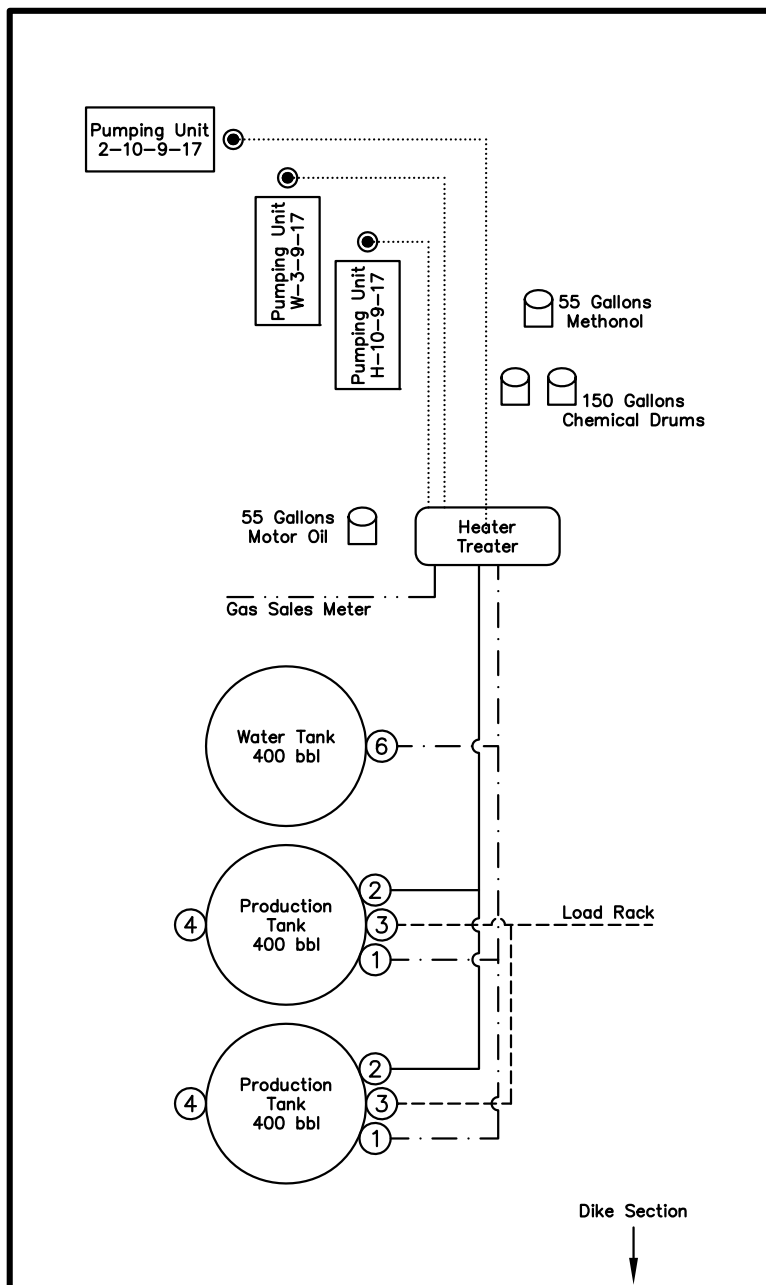 Pumping Unit
2-10-9-17
Pumping Unit
W-3-9-17
Pumping Unit
H-10-9-17
55 Gallons
Methonol
150 Gallons
Chemical Drums
55 Gallons
Motor Oil
Heater
Treater
Gas Sales Meter
Water Tank
400 bbl
6
Production
Tank
400 bbl
4
2
3
1
Load Rack
Production
Tank
400 bbl
4
2
3
1
Dike Section